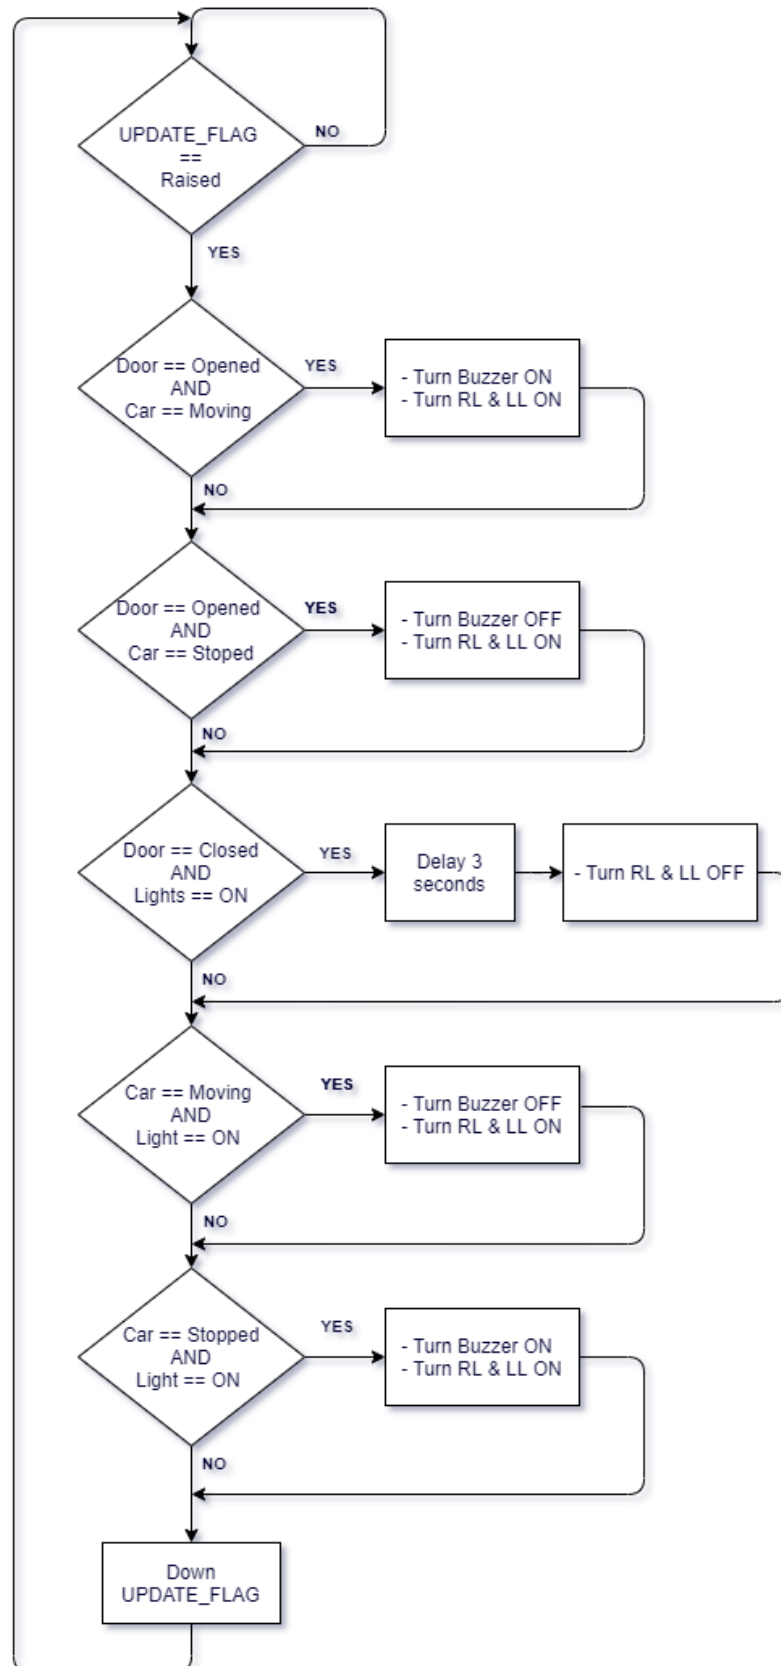 UPDATE_FLAG
==
Raised
NO
YES
Door == Opened
AND
Car == Moving
YES
- Turn Buzzer ON
- Turn RL & LL ON
NO
Door == Opened
AND
Car == Stoped
YES
- Turn Buzzer OFF
- Turn RL & LL ON
NO
Door == Closed
AND
Lights == ON
YES
Delay 3
seconds
- Turn RL & LL OFF
NO
Car == Moving
AND
Light == ON
YES
- Turn Buzzer OFF
- Turn RL & LL ON
NO
Car == Stopped
AND
Light == ON
YES
- Turn Buzzer ON
- Turn RL & LL ON
NO
Down
UPDATE_FLAG